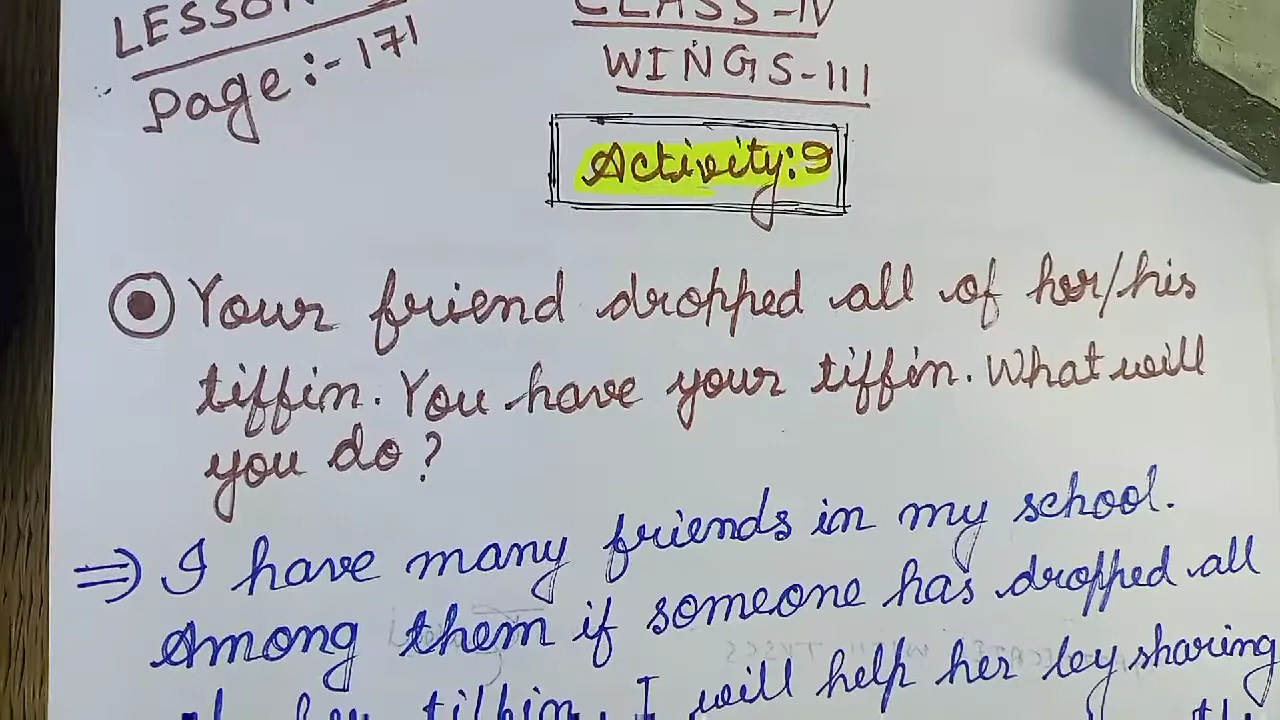 LESSON
Page:-171
CLASS-IV
WINGS-III
Activity:9
Your friend dropped all of her/his
tiffin. You have your tiffin. What will
you do?
⇒ I have many friends in my school.
Among them if someone has dropped all
tiffin, I will help her by sharing